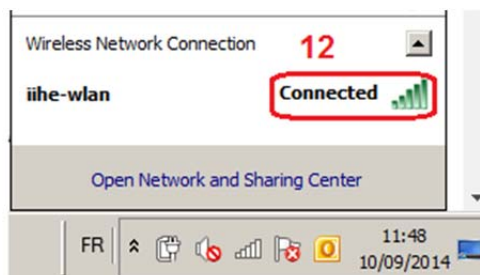 Wireless Network Connection 12
iihe-wlan Connected
Open Network and Sharing Center
FR 11:48
10/09/2014